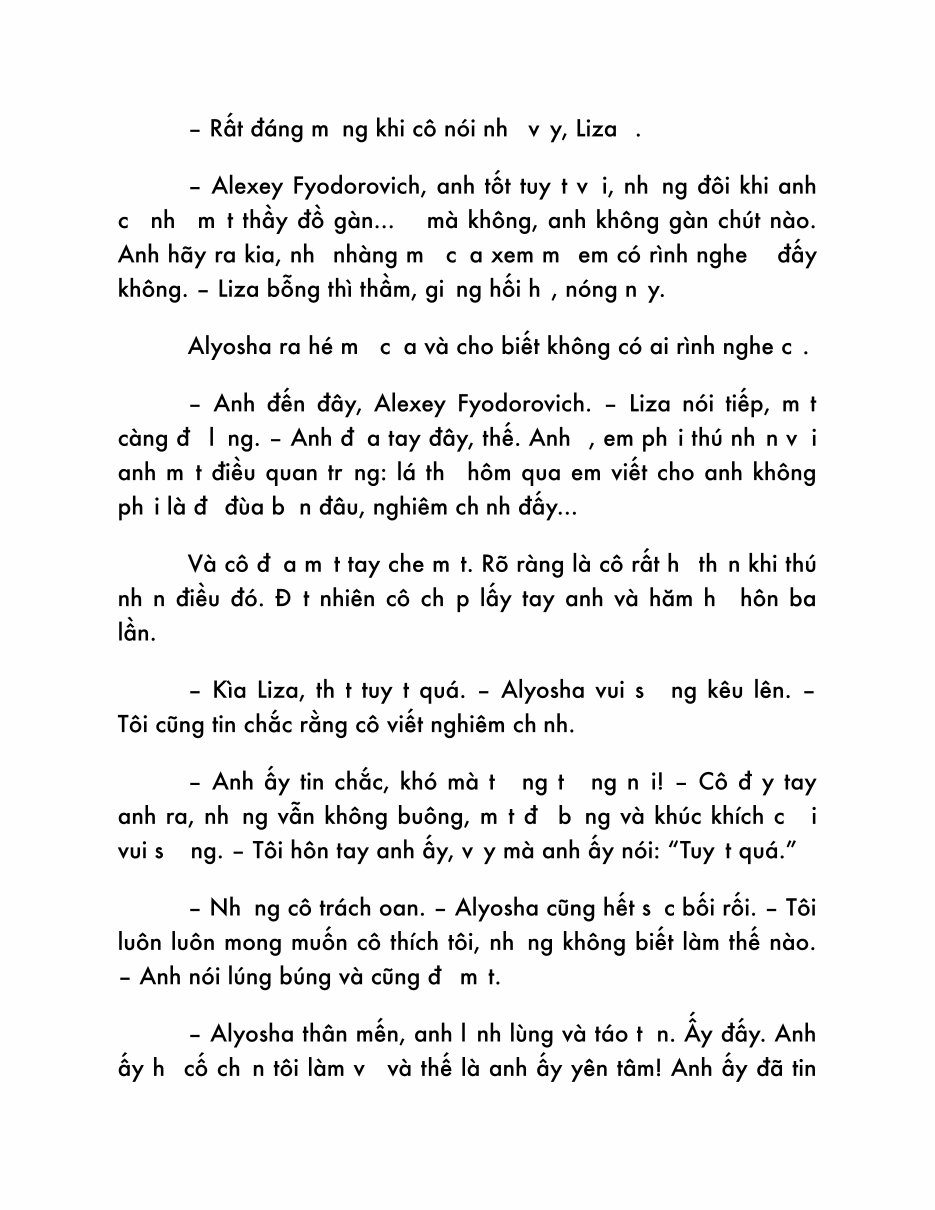 – Rất đáng m ng khi cô nói nh v y, Liza .
– Alexey Fyodorovich, anh tốt tuy t v i, nh ng đôi khi anh
c nh m t thầy đồ gàn... mà không, anh không gàn chút nào.
Anh hãy ra kia, nh nhàng m c a xem m em có rình nghe đấy
không. – Liza bỗng thì thầm, gi ng hối h , nóng n y.
Alyosha ra hé m c a và cho biết không có ai rình nghe c .
– Anh đến đây, Alexey Fyodorovich. – Liza nói tiếp, m t
càng đ l ng. – Anh đ a tay đây, thế. Anh , em ph i thú nh n v i
anh m t điều quan tr ng: lá th hôm qua em viết cho anh không
ph i là đ đùa b n đâu, nghiêm ch nh đấy...
Và cô đ a m t tay che m t. Rõ ràng là cô rất h th n khi thú
nh n điều đó. Đ t nhiên cô ch p lấy tay anh và hăm h hôn ba
lần.
– Kìa Liza, th t tuy t quá. – Alyosha vui s ng kêu lên. –
Tôi cũng tin chắc rằng cô viết nghiêm ch nh.
– Anh ấy tin chắc, khó mà t ng t ng n i! – Cô đ y tay
anh ra, nh ng vẫn không buông, m t đ b ng và khúc khích c i
vui s ng. – Tôi hôn tay anh ấy, v y mà anh ấy nói: “Tuy t quá.”
– Nh ng cô trách oan. – Alyosha cũng hết s c bối rối. – Tôi
luôn luôn mong muốn cô thích tôi, nh ng không biết làm thế nào.
– Anh nói lúng búng và cũng đ m t.
– Alyosha thân mến, anh l nh lùng và táo t n. Ấy đấy. Anh
ấy h cố ch n tôi làm v và thế là anh ấy yên tâm! Anh ấy đã tin